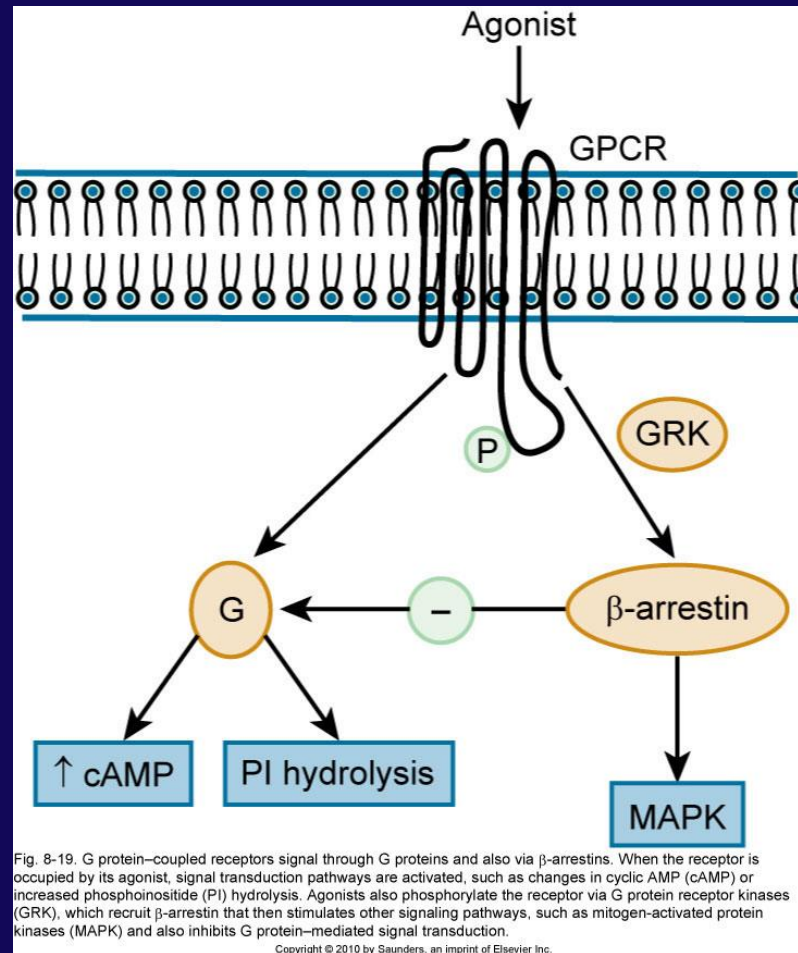 Agonist
GPCR
P
GRK
G
–
β-arrestin
↑ cAMP
PI hydrolysis
MAPK
Fig. 8-19. G protein–coupled receptors signal through G proteins and also via β-arrestins. When the receptor is
occupied by its agonist, signal transduction pathways are activated, such as changes in cyclic AMP (cAMP) or
increased phosphoinositide (PI) hydrolysis. Agonists also phosphorylate the receptor via G protein receptor kinases
(GRK), which recruit β-arrestin that then stimulates other signaling pathways, such as mitogen-activated protein
kinases (MAPK) and also inhibits G protein–mediated signal transduction.
Copyright © 2010 by Saunders, an imprint of Elsevier Inc.